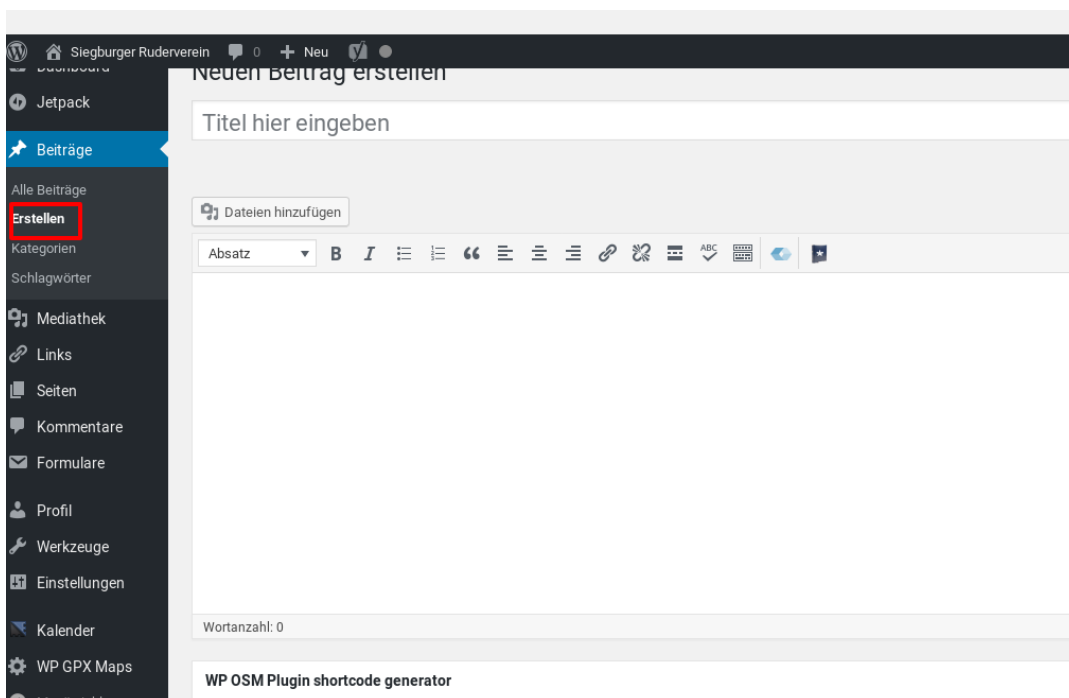 Siegburger Ruderverein 0 Neu
Dashboard
Neuen Beitrag erstellen
Jetpack
Titel hier eingeben
Beiträge
Alle Beiträge
Erstellen
Kategorien
Schlagwörter
Dateien hinzufügen
Absatz B I ABC
Mediathek
Links
Seiten
Kommentare
Formulare
Profil
Werkzeuge
Einstellungen
Kalender
WP GPX Maps
Wortanzahl: 0
WP OSM Plugin shortcode generator